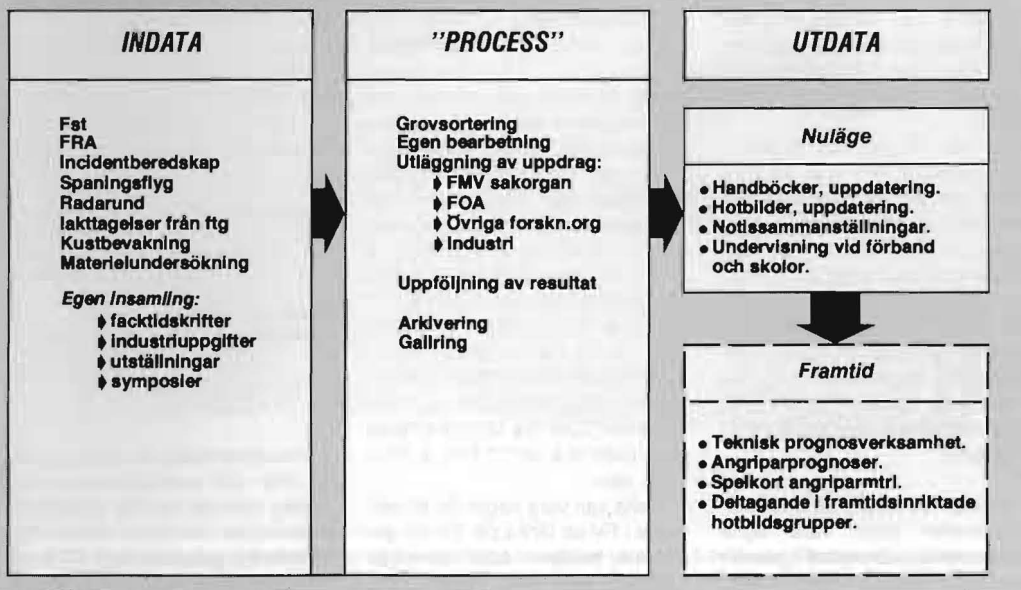 INDATA
Fst
FRA
Incidentberedskap
Spaningsflyg
Radarund
Iakttagelser från ftg
Kustbevakning
Materielundersökning
Egen insamling:
facktidskrifter
industriuppgifter
utställningar
symposier
"PROCESS"
Grovsortering
Egen bearbetning
Utläggning av uppdrag:
FMV sakorgan
FOA
Övriga forskn.org
Industri
Uppföljning av resultat
Arkivering
Gallring
UTDATA
Nuläge
• Handböcker, uppdatering.
• Hotbilder, uppdatering.
• Notissammanställningar.
• Undervisning vid förband
och skolor.
Framtid
• Teknisk prognosverksamhet.
• Angriparprognoser.
• Spelkort angriparmtrl.
• Deltagande i framtidsinriktade
hotbildsgrupper.